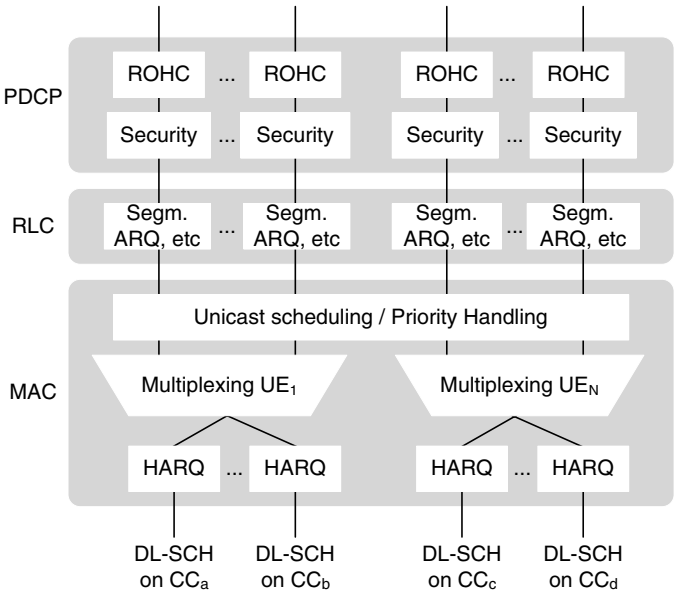 PDCP
ROHC ... ROHC ROHC ... ROHC
Security ... Security Security ... Security
RLC
Segm. ARQ, etc ... Segm. ARQ, etc Segm. ARQ, etc ... Segm. ARQ, etc
MAC
Unicast scheduling / Priority Handling
Multiplexing UE1 Multiplexing UEN
HARQ ... HARQ HARQ ... HARQ
DL-SCH DL-SCH DL-SCH DL-SCH
on CCa on CCb on CCc on CCd